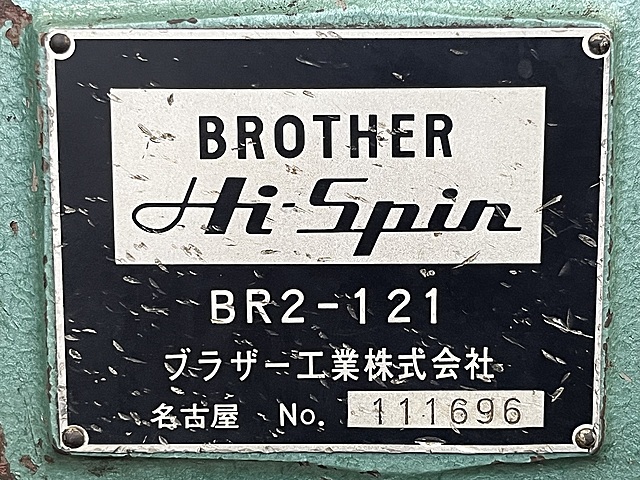 BROTHER
Hi-Spin
BR2-121
ブラザー工業株式会社
名古屋 No. 111696